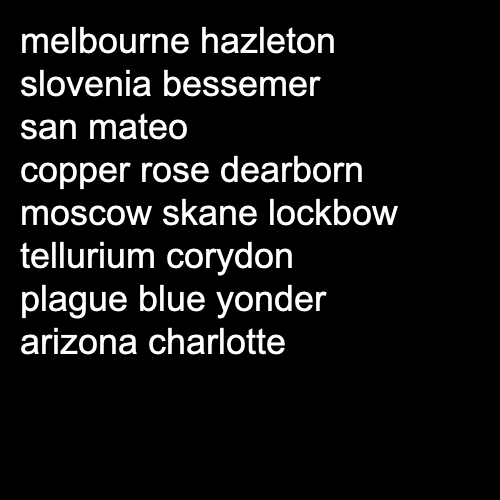 melbourne hazleton
slovenia bessemer
san mateo
copper rose dearborn
moscow skane lockbow
tellurium corydon
plague blue yonder
arizona charlotte